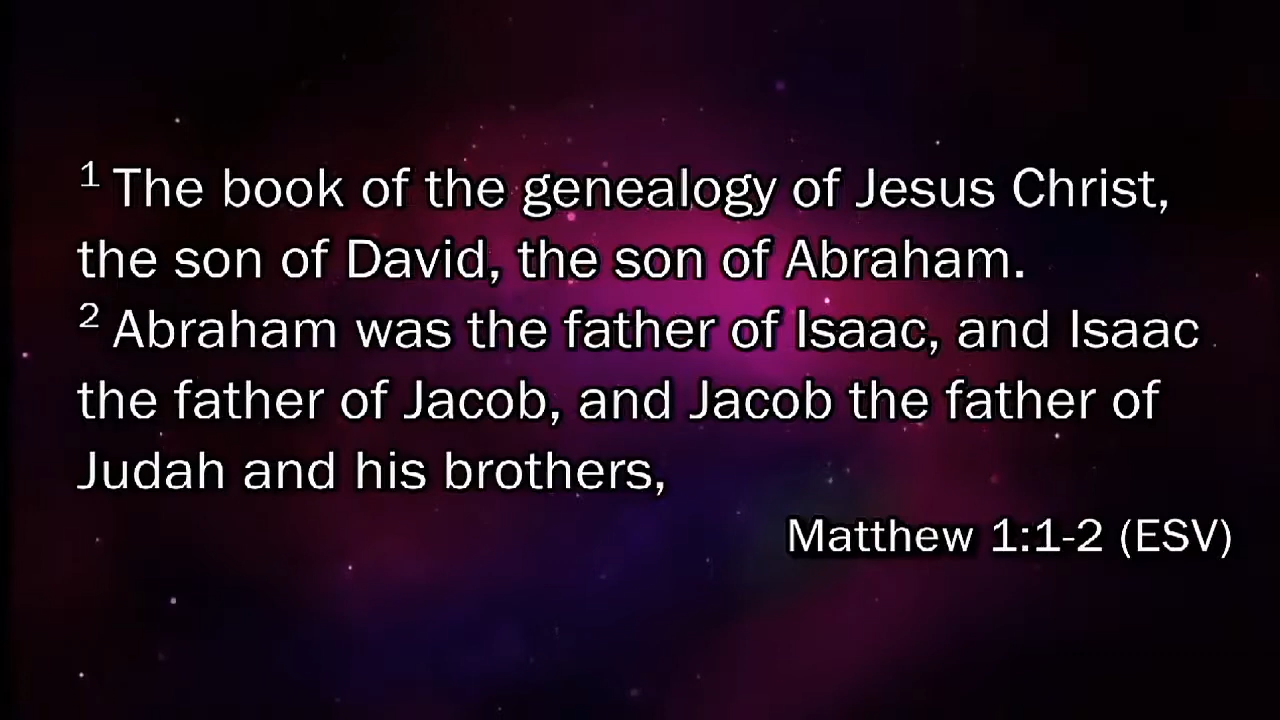 1 The book of the genealogy of Jesus Christ,
the son of David, the son of Abraham.
2 Abraham was the father of Isaac, and Isaac
the father of Jacob, and Jacob the father of
Judah and his brothers,
Matthew 1:1-2 (ESV)